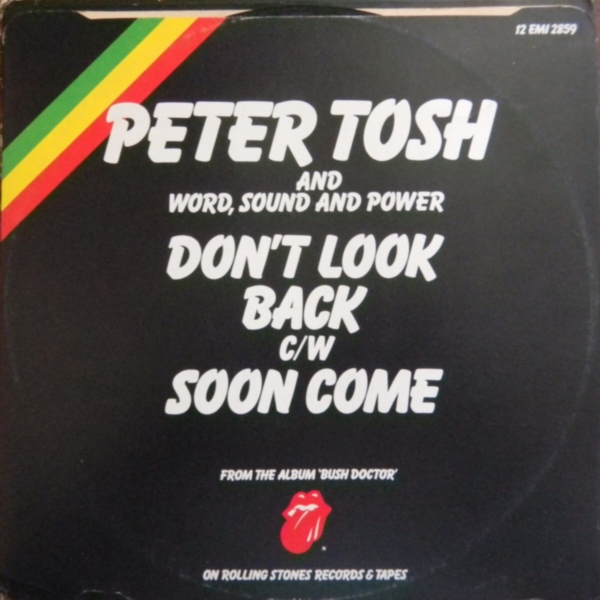 12 EMI 2859
PETER TOSH
AND
WORD, SOUND AND POWER
DON'T LOOK
BACK
C/W
SOON COME
FROM THE ALBUM 'BUSH DOCTOR'
ON ROLLING STONES RECORDS & TAPES